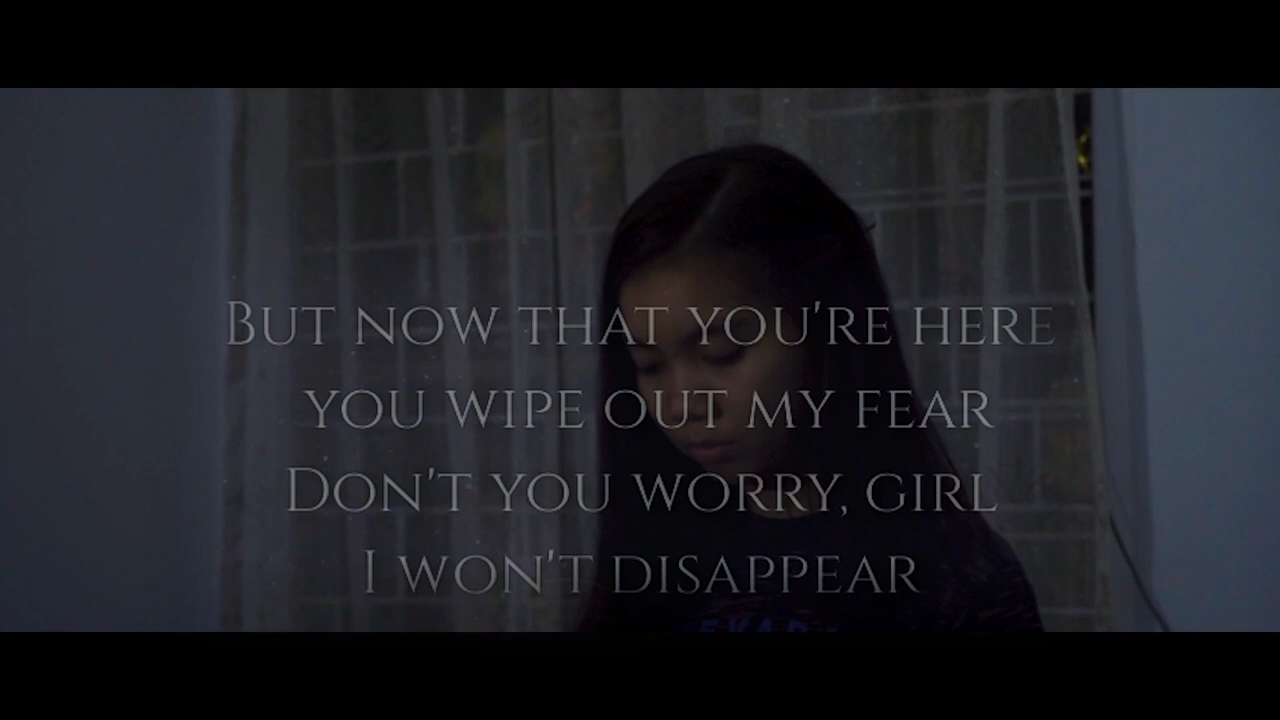 But now that you're here
you wipe out my fear
Don't you worry, girl
I won't disappear